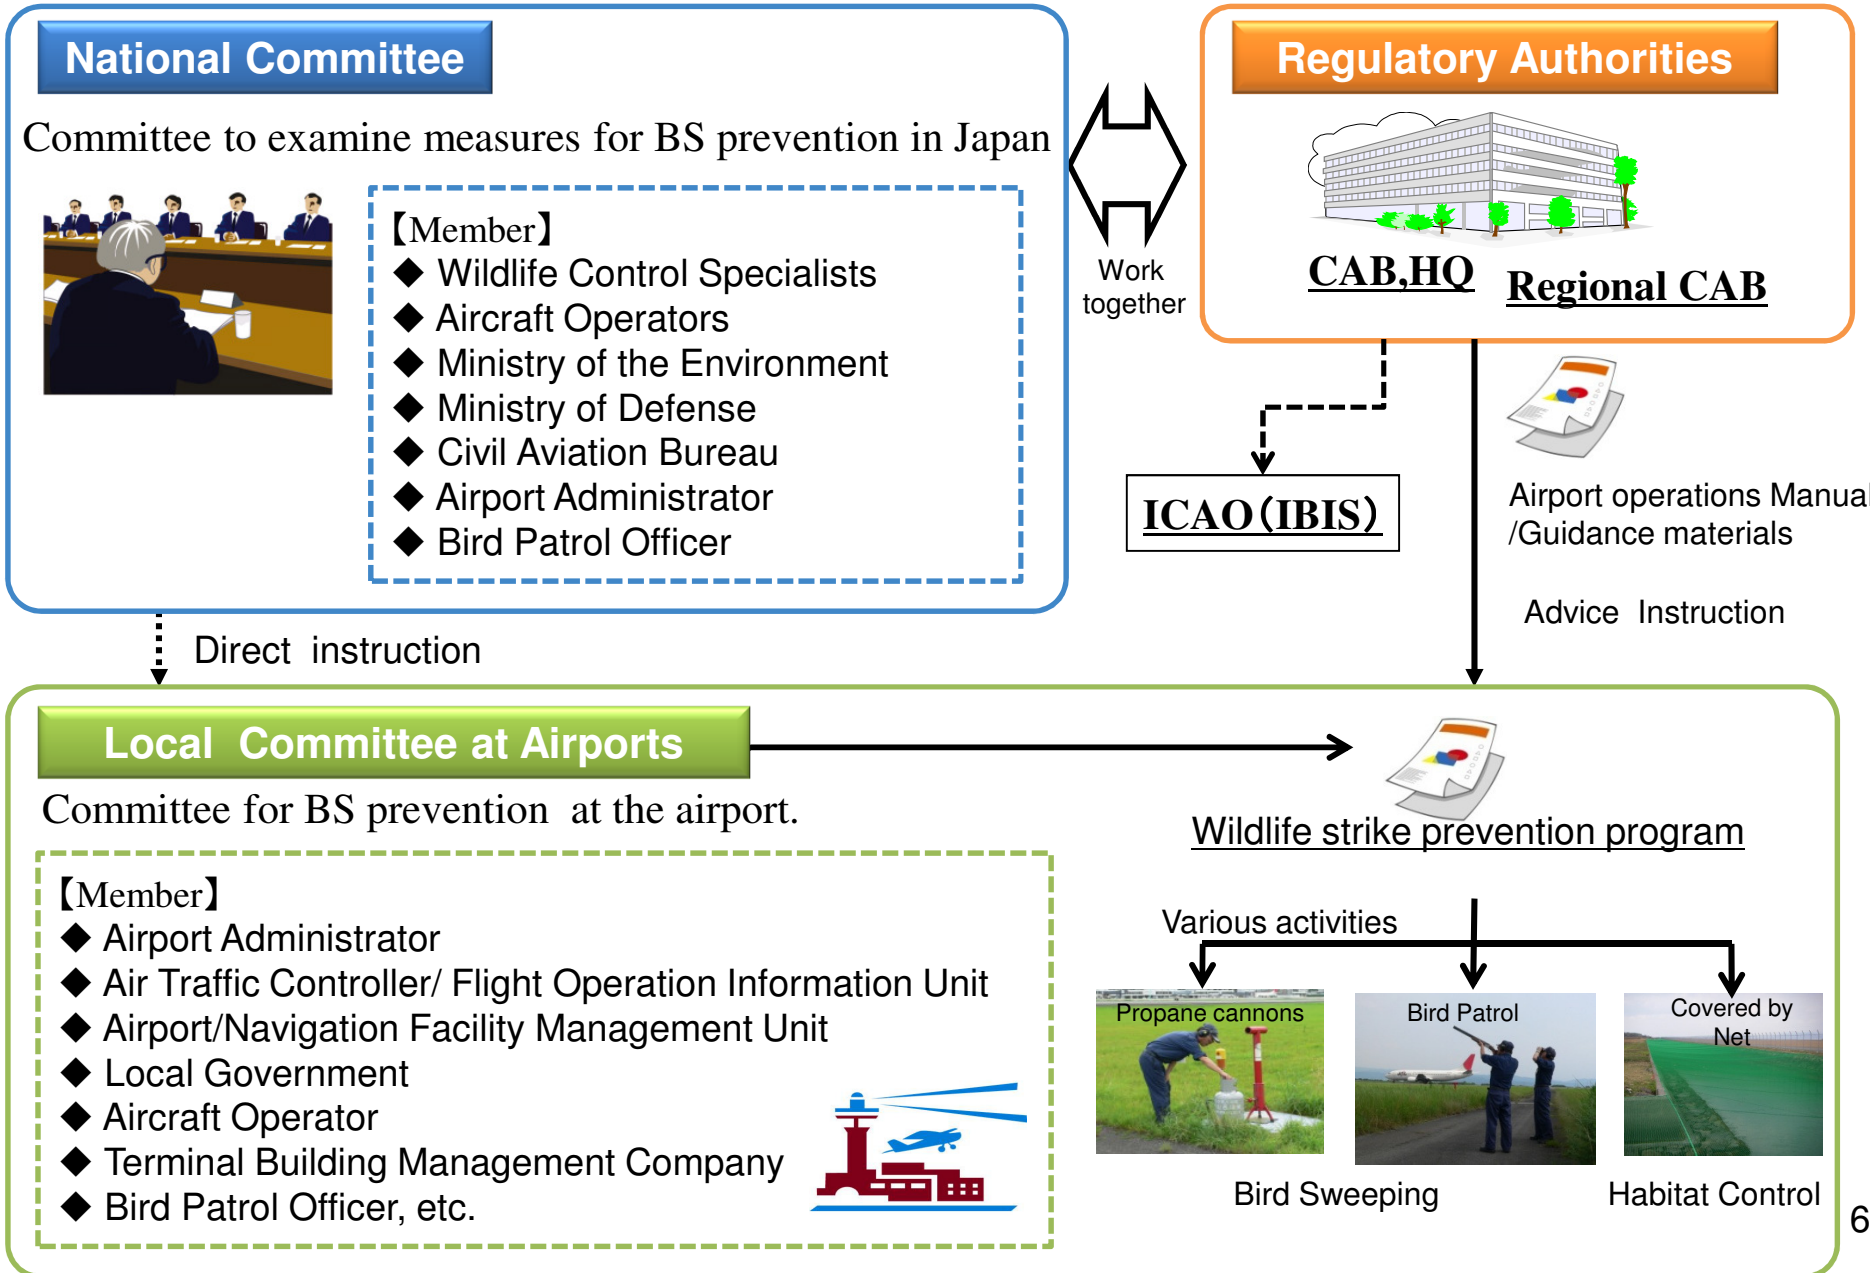 National Committee
Committee to examine measures for BS prevention in Japan
【Member】
◆ Wildlife Control Specialists
◆ Aircraft Operators
◆ Ministry of the Environment
◆ Ministry of Defense
◆ Civil Aviation Bureau
◆ Airport Administrator
◆ Bird Patrol Officer
Work
together
Regulatory Authorities
CAB,HQ
Regional CAB
ICAO(IBIS)
Airport operations Manual
/Guidance materials
Advice Instruction
Direct instruction
Local Committee at Airports
Committee for BS prevention at the airport.
【Member】
◆ Airport Administrator
◆ Air Traffic Controller/ Flight Operation Information Unit
◆ Airport/Navigation Facility Management Unit
◆ Local Government
◆ Aircraft Operator
◆ Terminal Building Management Company
◆ Bird Patrol Officer, etc.
Wildlife strike prevention program
Various activities
Propane cannons
Bird Patrol
Covered by
Net
Bird Sweeping
Habitat Control
6